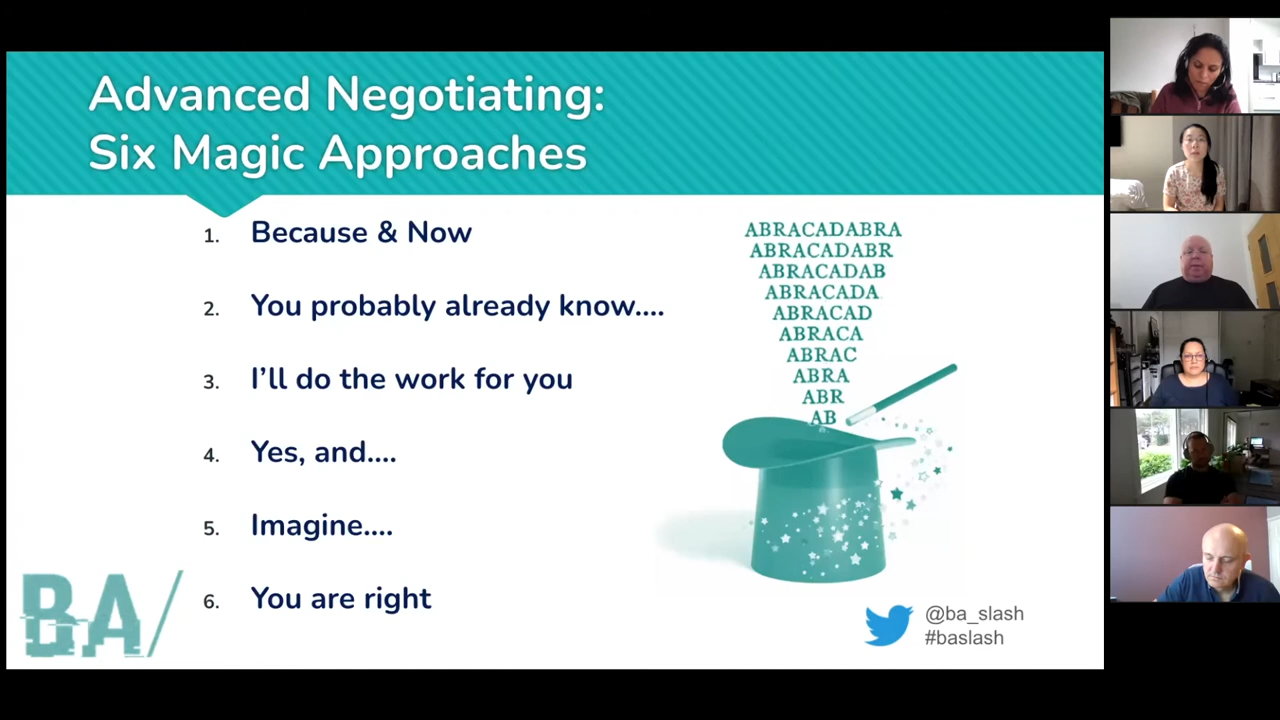 Advanced Negotiating:
Six Magic Approaches
1. Because & Now
2. You probably already know....
3. I’ll do the work for you
4. Yes, and....
5. Imagine....
6. You are right
ABRACADABRA
ABRACADABR
ABRACADAB
ABRACADA
ABRACAD
ABRACA
ABRAC
ABRA
ABR
AB
BA/
@ba_slash
#baslash